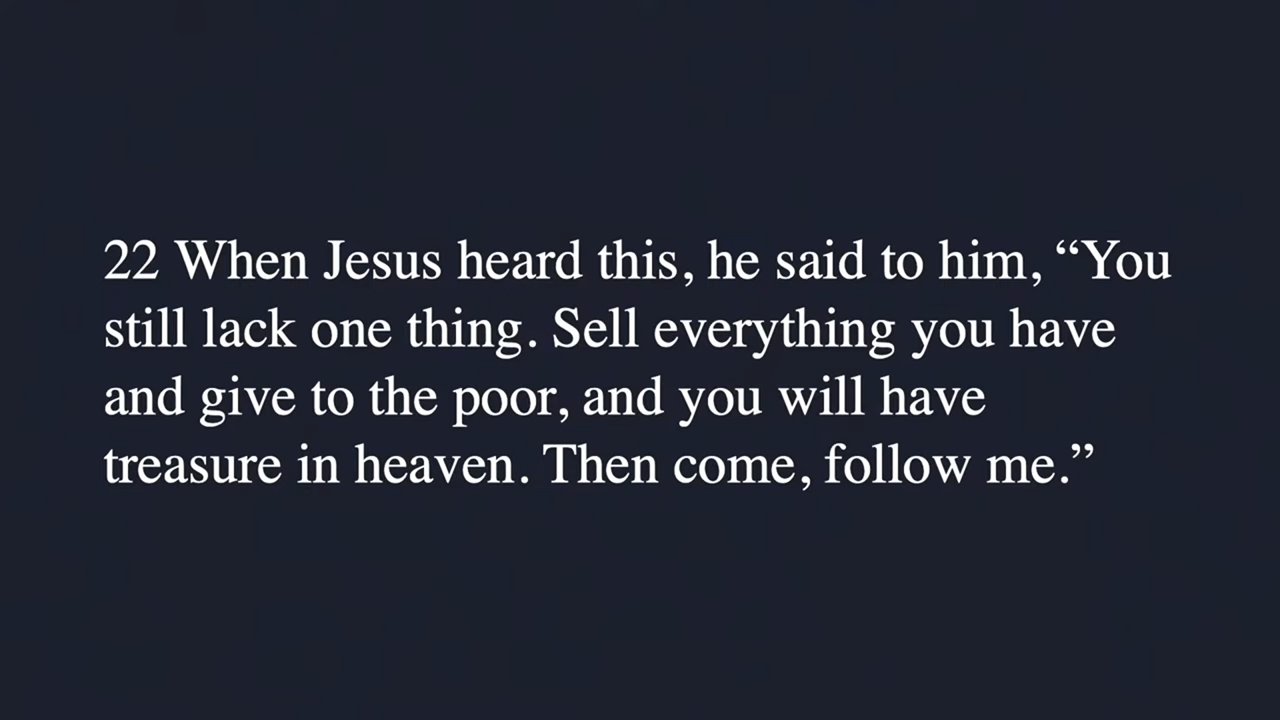 22 When Jesus heard this, he said to him, “You
still lack one thing. Sell everything you have
and give to the poor, and you will have
treasure in heaven. Then come, follow me.”